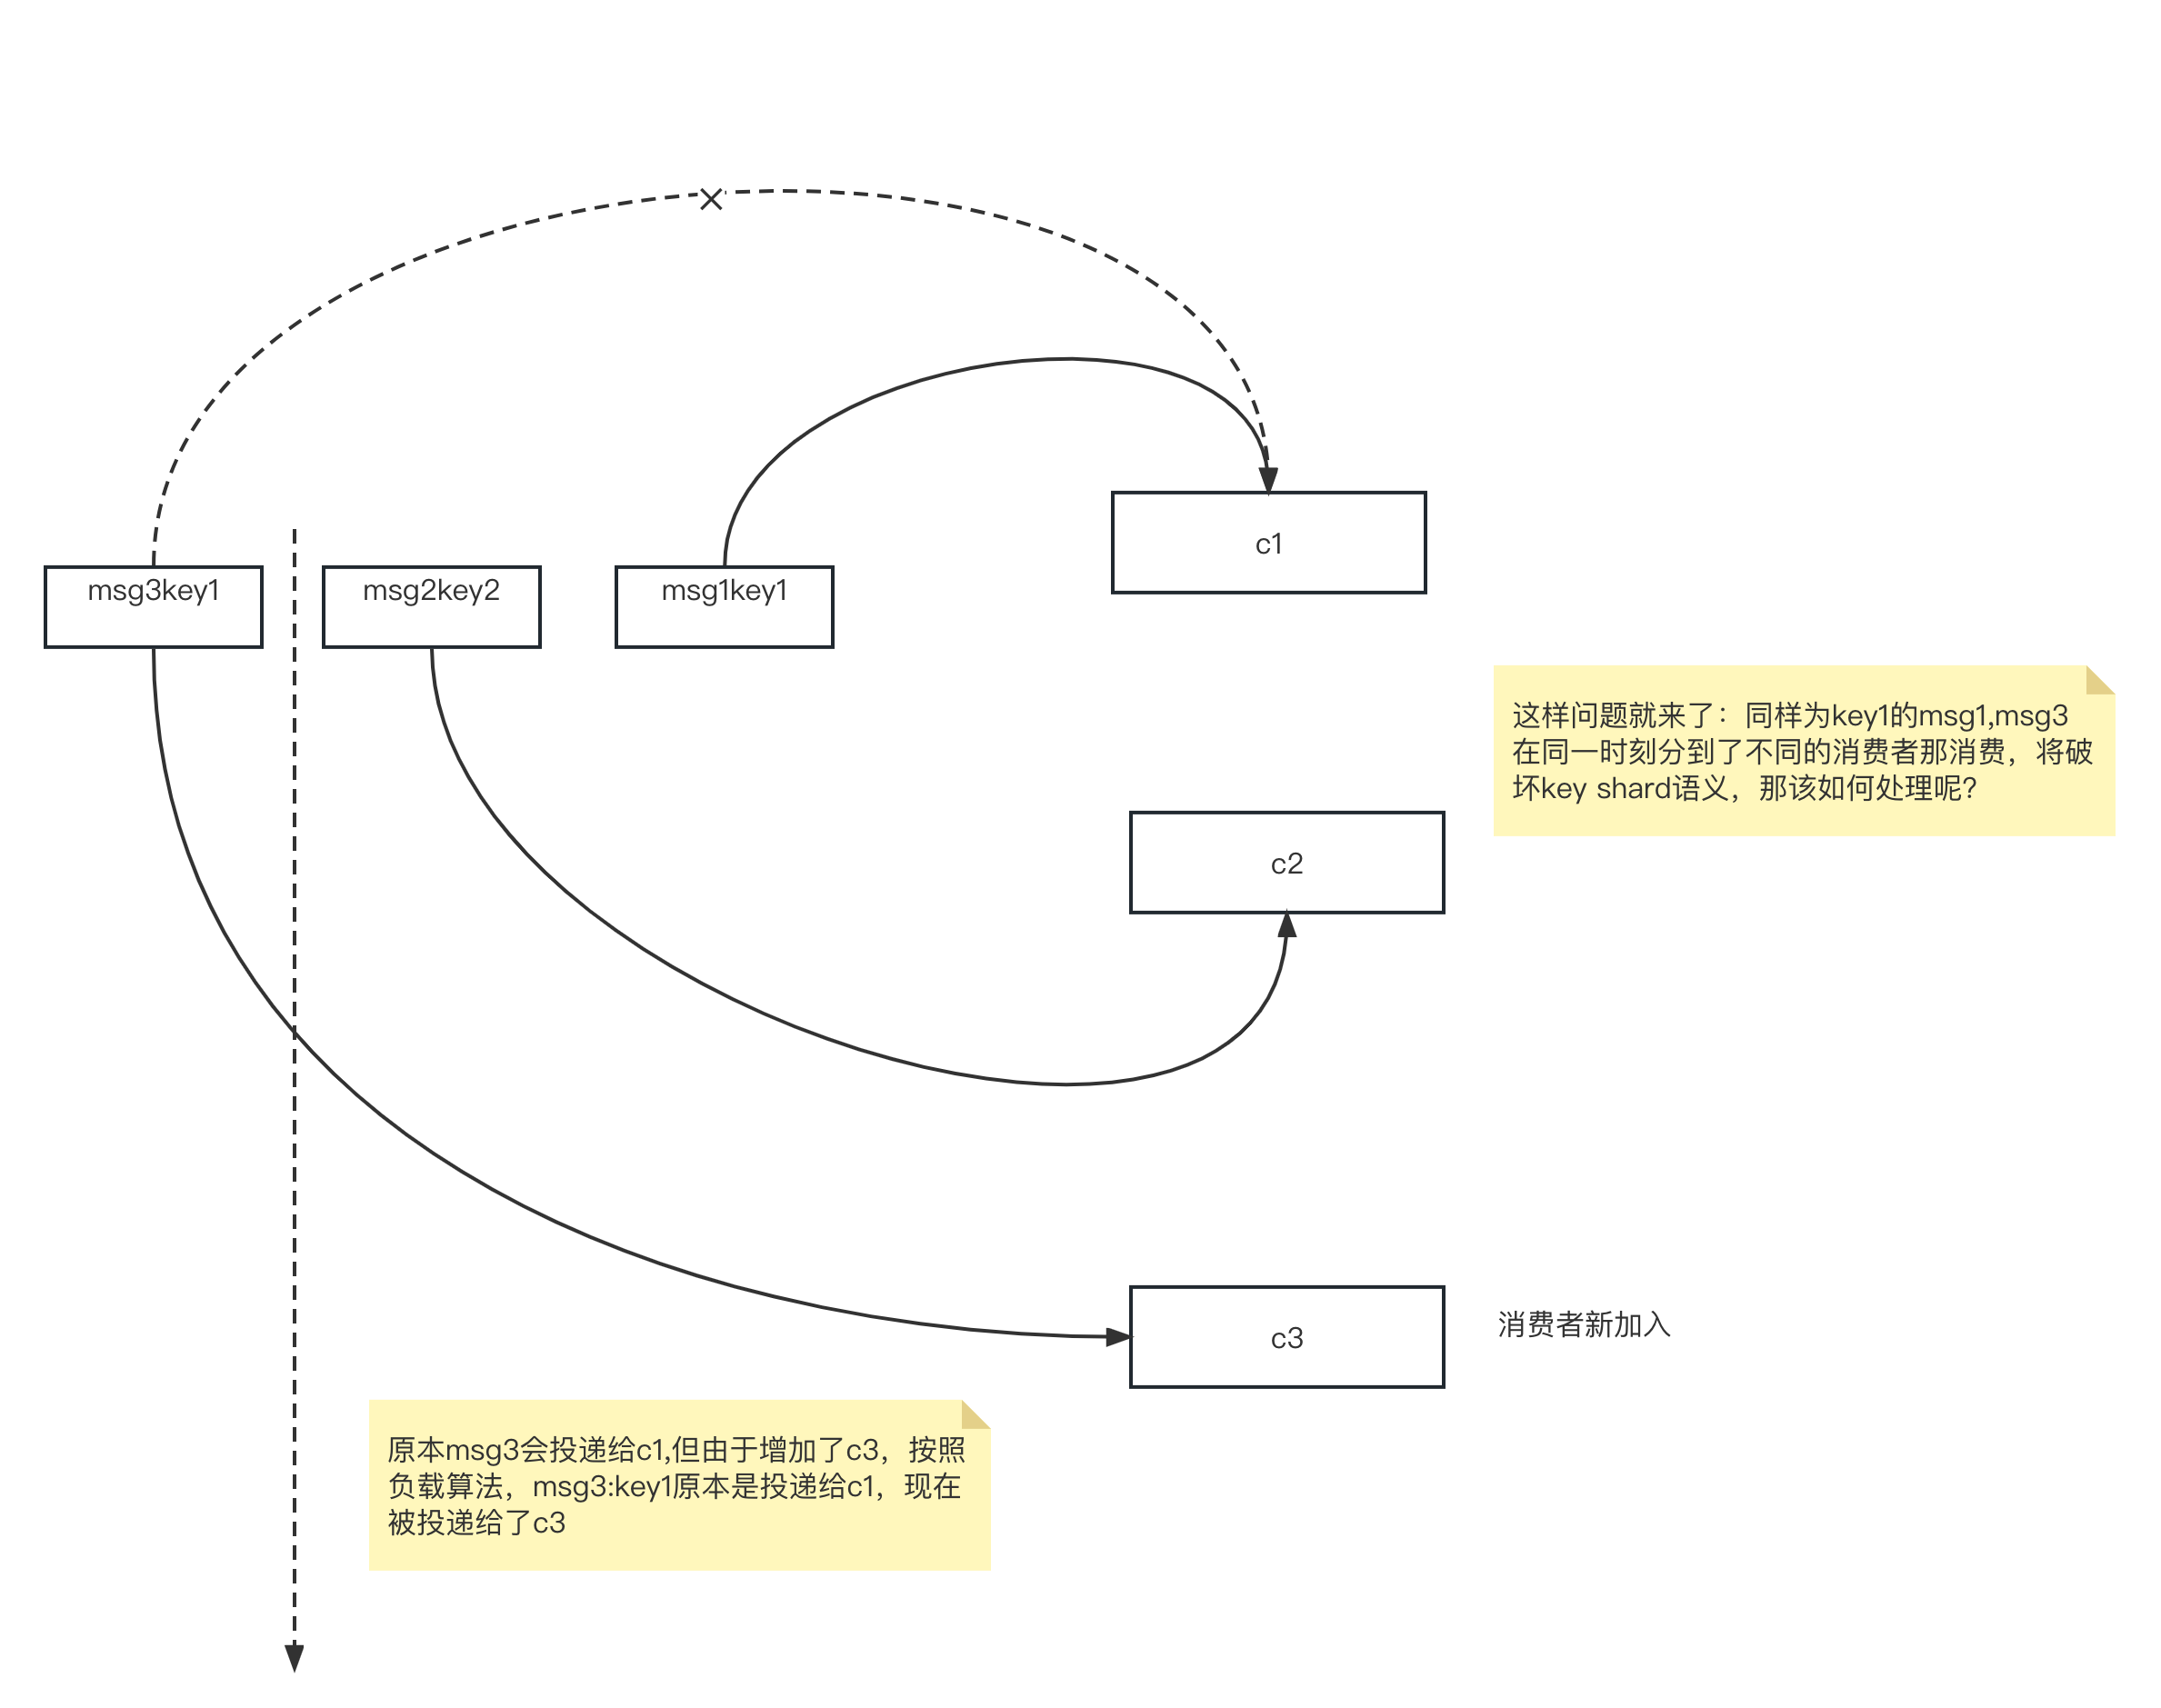 c1
msg3key1
msg2key2
msg1key1
这样问题就来了：同样为key1的msg1,msg3
在同一时刻分到了不同的消费者那消费，将破
坏key shard语义，那该如何处理呢？
c2
c3
消费者新加入
原本msg3会投递给c1,但由于增加了c3，按照
负载算法，msg3:key1原本是投递给c1，现在
被投递给了c3